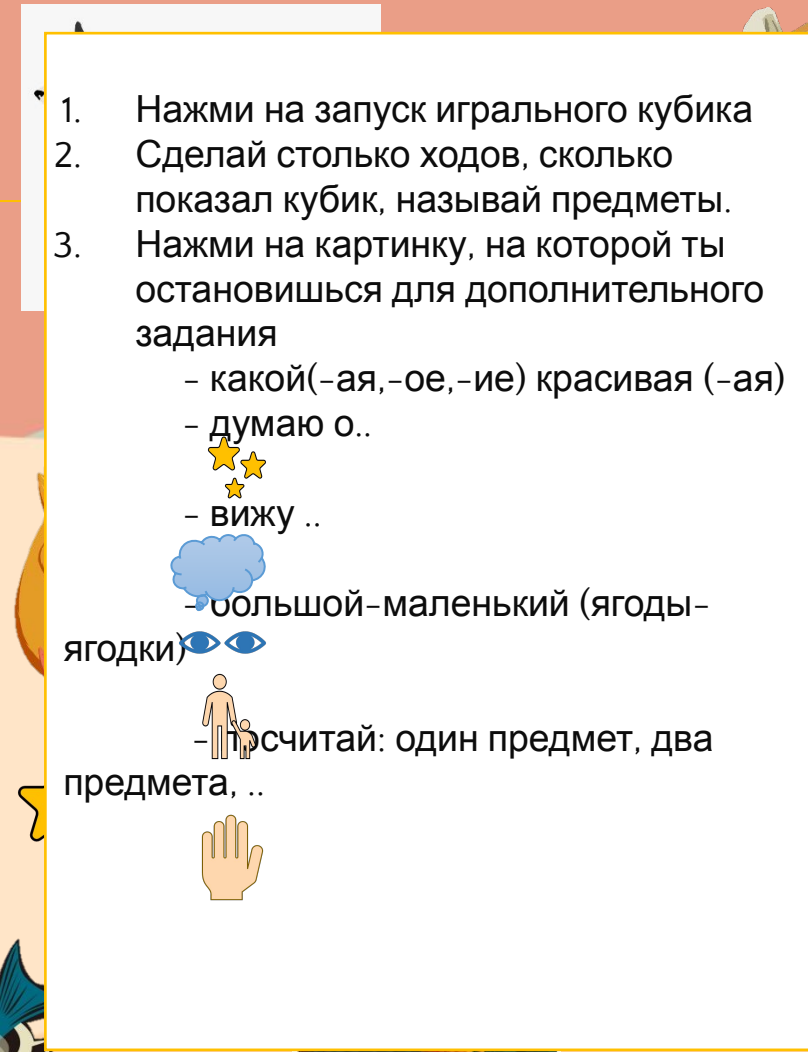 1. Нажми на запуск игрального кубика
2. Сделай столько ходов, сколько
показал кубик, называй предметы.
3. Нажми на картинку, на которой ты
остановишься для дополнительного
задания
- какой(-ая,-ое,-ие) красивая (-ая)
- думаю о..
- вижу ..
- большой-маленький (ягоды-
ягодки)
- посчитай: один предмет, два
предмета, ..